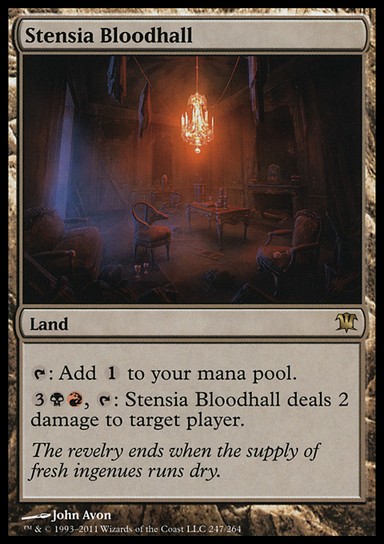 Stensia Bloodhall
Land
: Add 1 to your mana pool.
3, : Stensia Bloodhall deals 2
damage to target player.
The revelry ends when the supply of
fresh ingenues runs dry.
John Avon
™ & © 1993–2011 Wizards of the Coast LLC 247/264